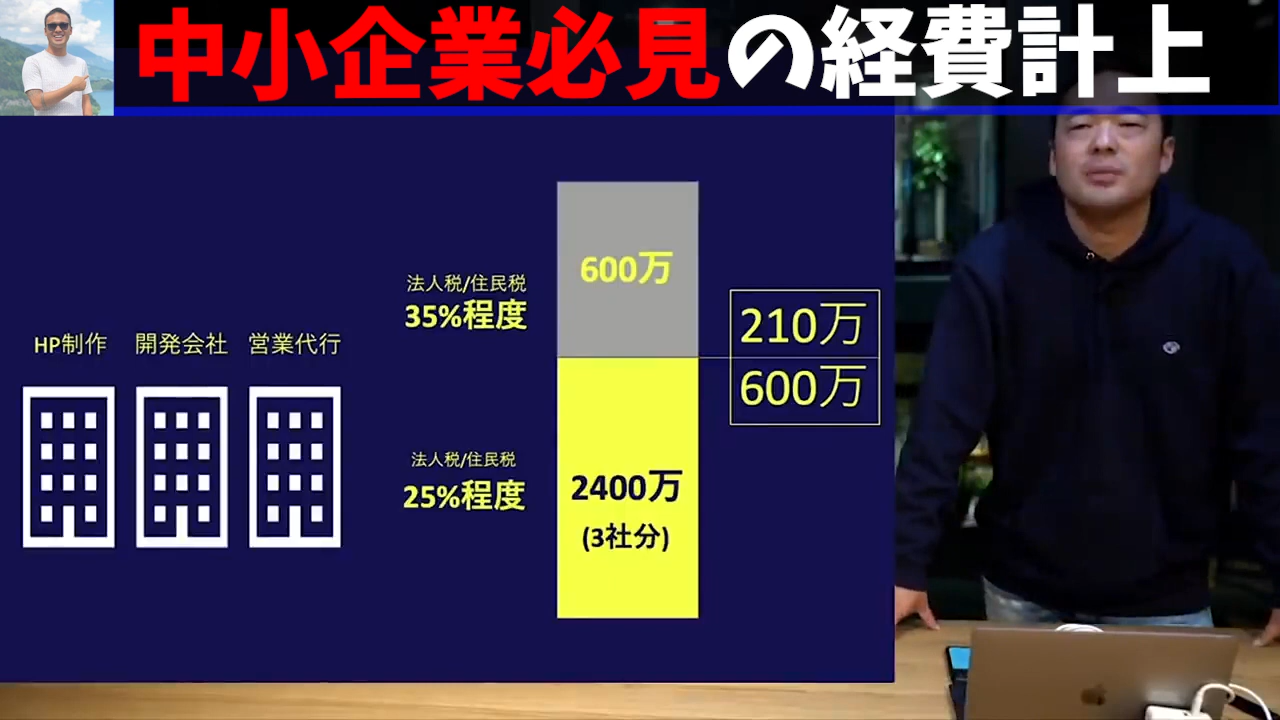 中小企業必見の経費計上
HP制作 開発会社 営業代行
法人税/住民税
35%程度
法人税/住民税
25%程度
600万
2400万
(3社分)
210万
600万